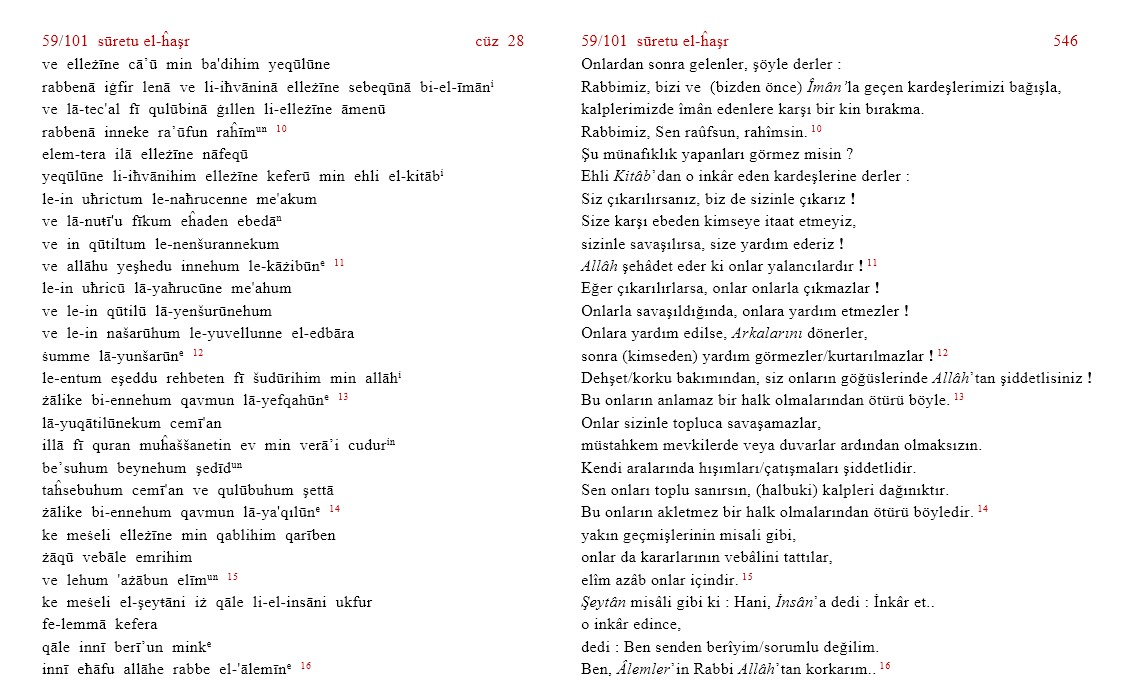 59/101 sūretu el-ĥaşr cüz 28
ve elleżīne cā’ū min ba'dihim yeqūlūne
rabbenā iġfir lenā ve li-iħvāninā elleżīne sebeqūnā bi-el-īmānⁱ
ve lā-tec'al fī qulūbinā ġıllen li-elleżīne āmenū
rabbenā inneke ra’ūfun raĥīmᵘⁿ 10
elem-tera ilā elleżīne nāfeqū
yeqūlūne li-iħvānihim elleżīne keferū min ehli el-kitābⁱ
le-in uħrictum le-naħrucenne me'akum
ve lā-nuŧī'u fīkum eĥaden ebedāⁿ
ve in qūtiltum le-nenšurannekum
ve allāhu yeşhedu innehum le-kāżibūnᵉ 11
le-in uħricū lā-yaħrucūne me'ahum
ve le-in qūtilū lā-yenšurūnehum
ve le-in našarūhum le-yuvellunne el-edbāra
ṡumme lā-yunšarūnᵉ 12
le-entum eşeddu rehbeten fī šudūrihim min allāhⁱ
żālike bi-ennehum qavmun lā-yefqahūnᵉ 13
lā-yuqātilūnekum cemī'an
illā fī quran muĥaššanetin ev min verā’i cudurⁱⁿ
be’suhum beynehum şedīdᵘⁿ
taĥsebuhum cemī'an ve qulūbuhum şettā
żālike bi-ennehum qavmun lā-ya'qılūnᵉ 14
ke meṡeli elleżīne min qablihim qarīben
żāqū vebāle emrihim
ve lehum 'ażābun elīmᵘⁿ 15
ke meṡeli el-şeyŧāni iż qāle li-el-insāni ukfur
fe-lemmā kefera
qāle innī berī’un minkᵉ
innī eħāfu allāhe rabbe el-'ālemīnᵉ 16
59/101 sūretu el-ĥaşr 546
Onlardan sonra gelenler, şöyle derler :
Rabbimiz, bizi ve (bizden önce) Îmân’la geçen kardeşlerimizi bağışla,
kalplerimizde îmân edenlere karşı bir kin bırakma.
Rabbimiz, Sen raûfsun, rahîmsin. 10
Şu münafıklık yapanları görmez misin ?
Ehli Kitâb’dan o inkâr eden kardeşlerine derler :
Siz çıkarılırsanız, biz de sizinle çıkarız !
Size karşı ebeden kimseye itaat etmeyiz,
sizinle savaşılırsa, size yardım ederiz !
Allâh şehâdet eder ki onlar yalancılardır ! 11
Eğer çıkarılırlarsa, onlar onlarla çıkmazlar !
Onlarla savaşıldığında, onlara yardım etmezler !
Onlara yardım edilse, Arkalarını dönerler,
sonra (kimseden) yardım görmezler/kurtarılmazlar ! 12
Dehşet/korku bakımından, siz onların göğüslerinde Allâh’tan şiddetlisiniz !
Bu onların anlamaz bir halk olmalarından ötürü böyle. 13
Onlar sizinle topluca savaşamazlar,
müstahkem mevkilerde veya duvarlar ardından olmaksızın.
Kendi aralarında hışımları/çatışmaları şiddetlidir.
Sen onları toplu sanırsın, (halbuki) kalpleri dağınıktır.
Bu onların akletmez bir halk olmalarından ötürü böyledir. 14
yakın geçmişlerinin misali gibi,
onlar da kararlarının vebâlini tattılar,
elîm azâb onlar içindir. 15
Şeytân misâli gibi ki : Hani, İnsân’a dedi : İnkâr et..
o inkâr edince,
dedi : Ben senden berîyim/sorumlu değilim.
Ben, Âlemler’in Rabbi Allâh’tan korkarım.. 16